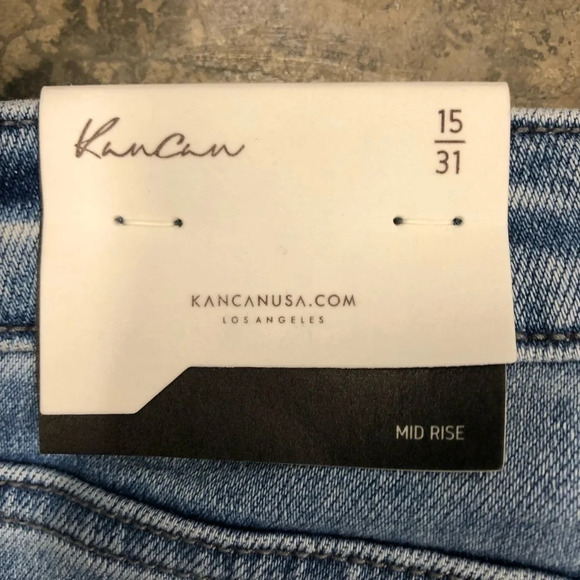 KanCan
15
31
KANCANUSA.COM
LOS ANGELES
MID RISE